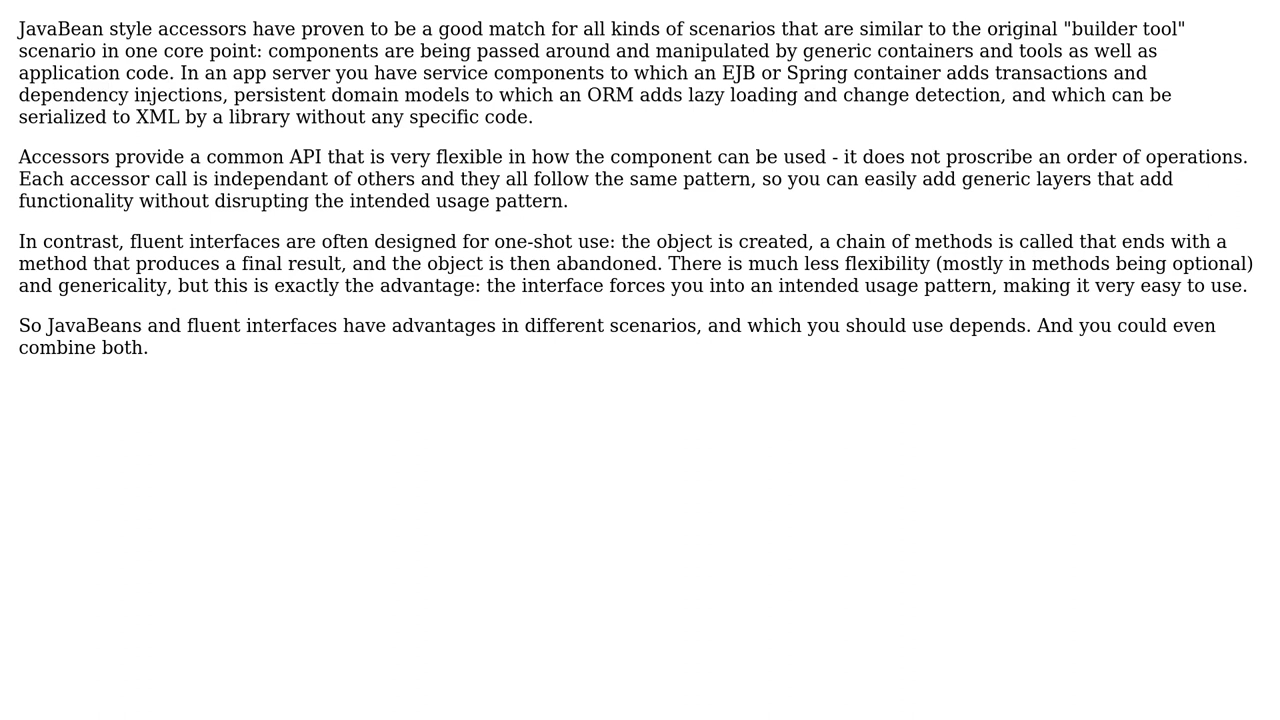 JavaBean style accessors have proven to be a good match for all kinds of scenarios that are similar to the original "builder tool"
scenario in one core point: components are being passed around and manipulated by generic containers and tools as well as
application code. In an app server you have service components to which an EJB or Spring container adds transactions and
dependency injections, persistent domain models to which an ORM adds lazy loading and change detection, and which can be
serialized to XML by a library without any specific code.
Accessors provide a common API that is very flexible in how the component can be used - it does not proscribe an order of operations.
Each accessor call is independant of others and they all follow the same pattern, so you can easily add generic layers that add
functionality without disrupting the intended usage pattern.
In contrast, fluent interfaces are often designed for one-shot use: the object is created, a chain of methods is called that ends with a
method that produces a final result, and the object is then abandoned. There is much less flexibility (mostly in methods being optional)
and genericality, but this is exactly the advantage: the interface forces you into an intended usage pattern, making it very easy to use.
So JavaBeans and fluent interfaces have advantages in different scenarios, and which you should use depends. And you could even
combine both.